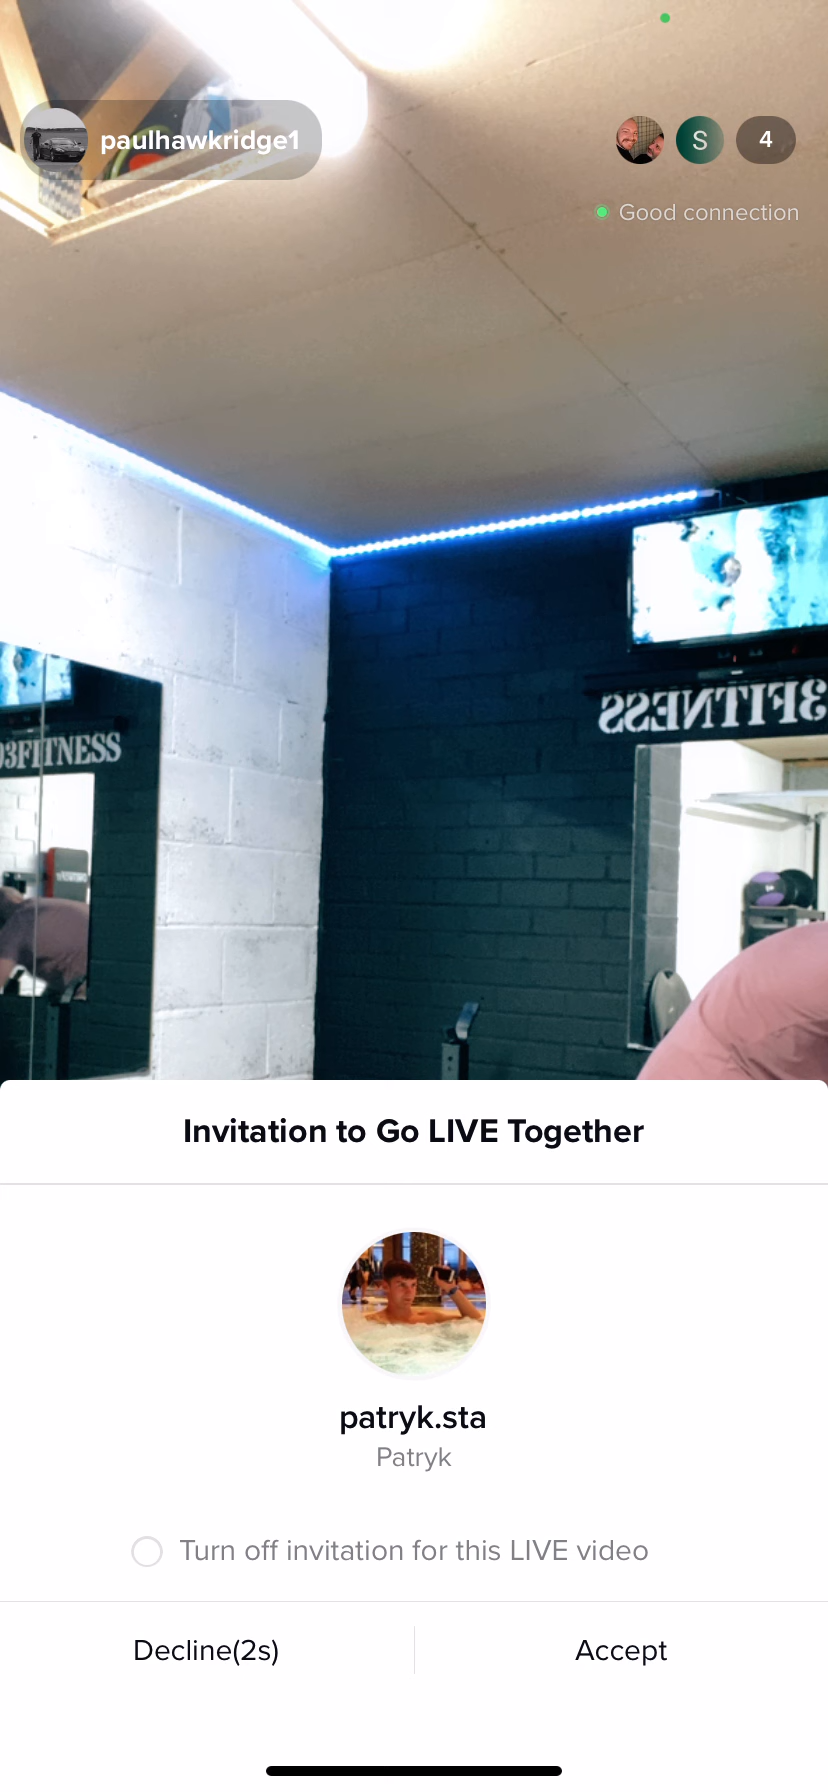 paulhawkridge1
S
4
Good connection
3FITNESS
3FITNESS
Invitation to Go LIVE Together
patryk.sta
Patryk
Turn off invitation for this LIVE video
Decline(2s)
Accept